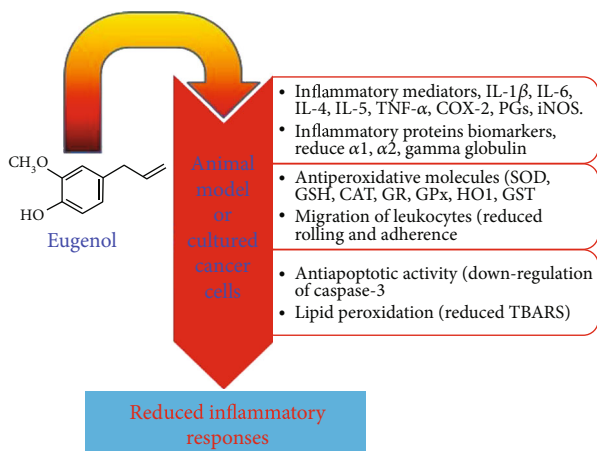 CH₃O
HO
Eugenol
Animal
model
or
cultured
cancer
cells
• Inflammatory mediators, IL-1β, IL-6,
IL-4, IL-5, TNF-α, COX-2, PGs, iNOS.
• Inflammatory proteins biomarkers,
reduce α1, α2, gamma globulin
• Antiperoxidative molecules (SOD,
GSH, CAT, GR, GPx, HO1, GST
• Migration of leukocytes (reduced
rolling and adherence
• Antiapoptotic activity (down-regulation
of caspase-3
• Lipid peroxidation (reduced TBARS)
Reduced inflammatory
responses